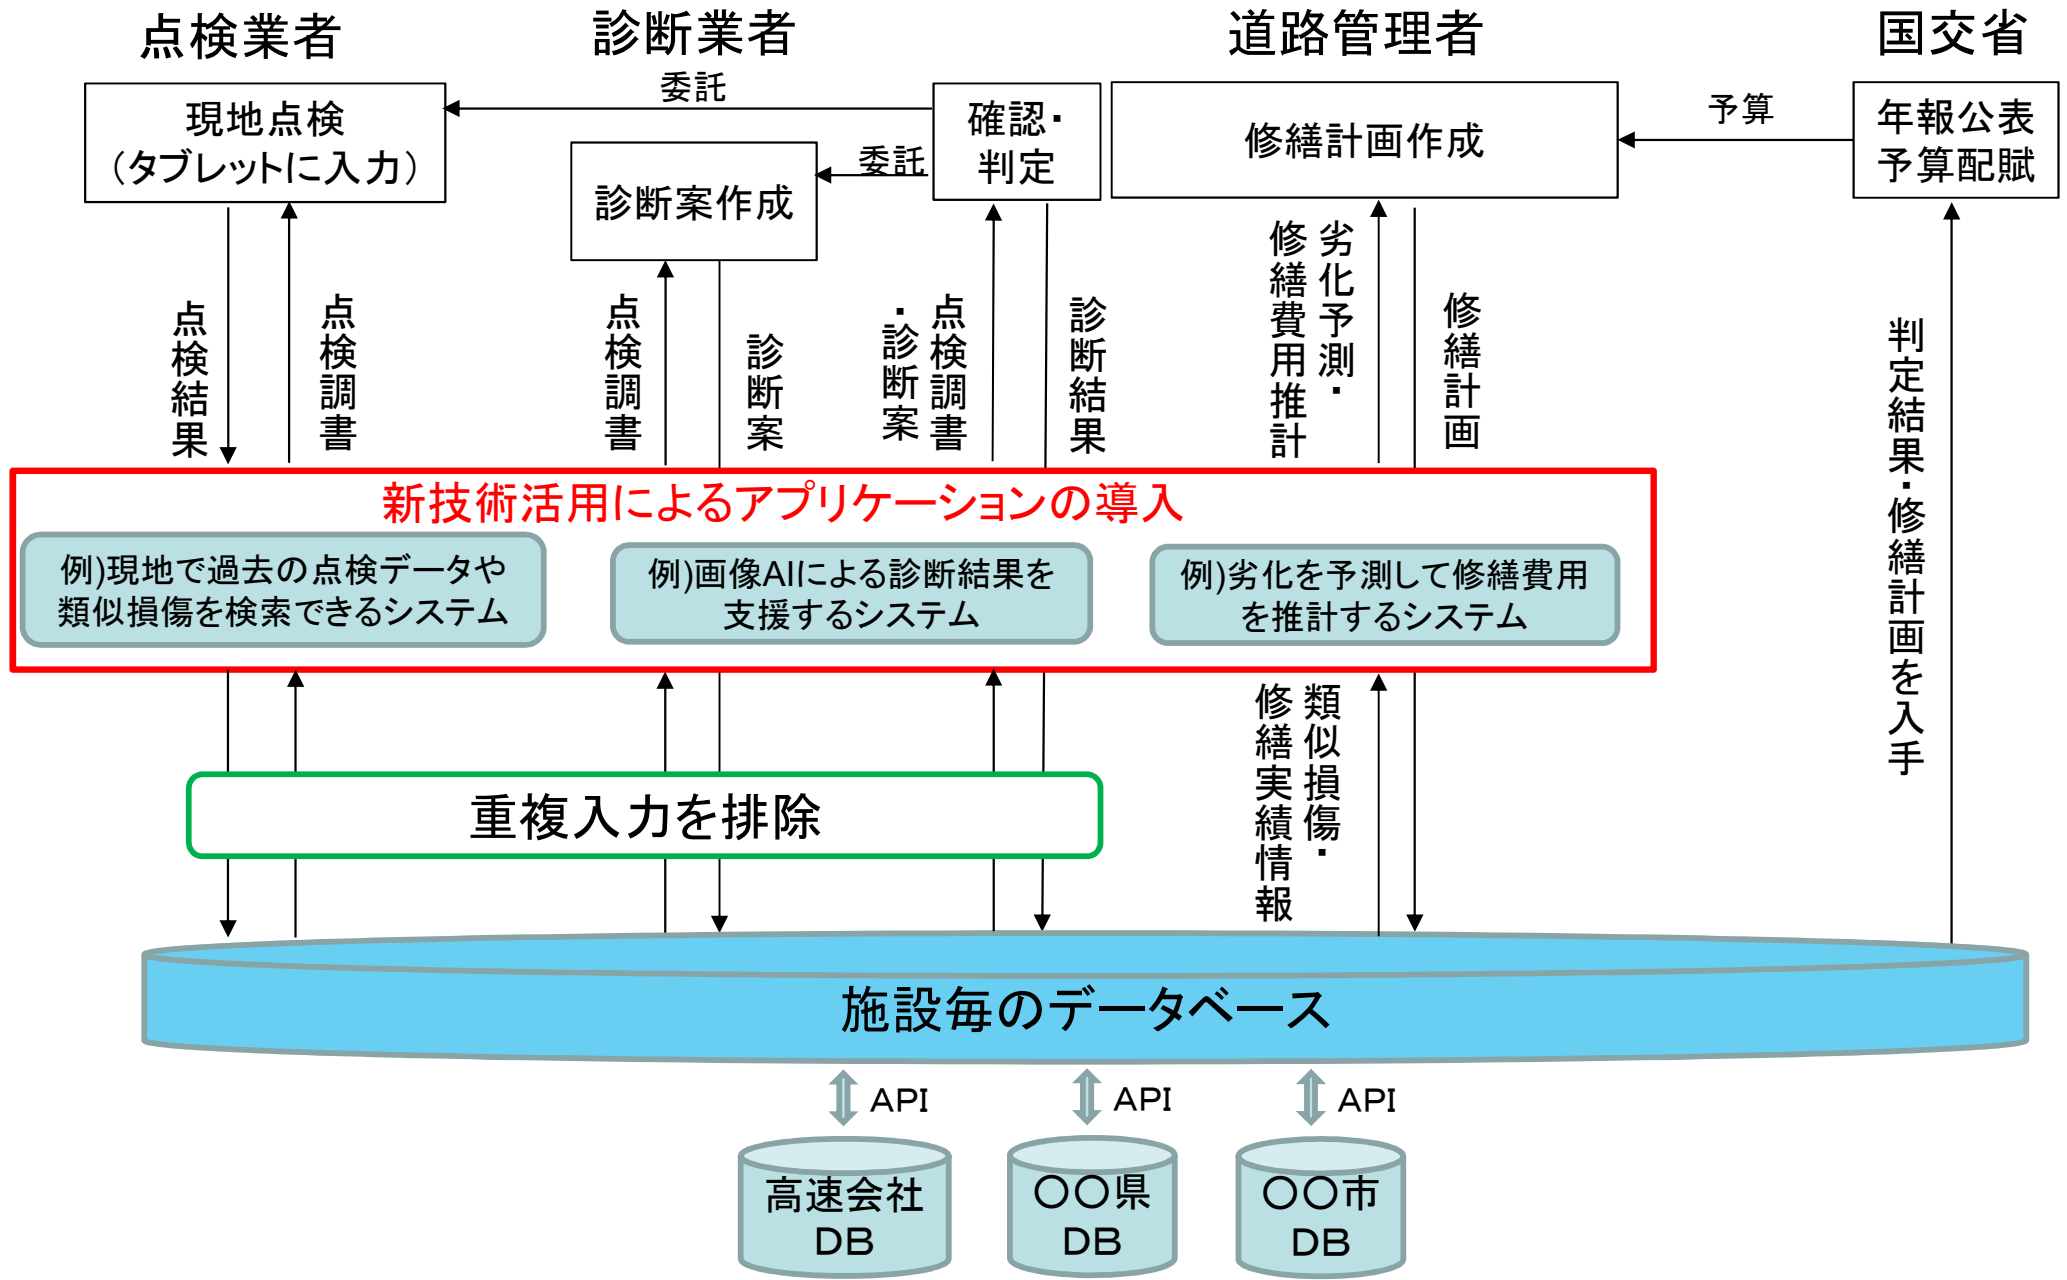 点検業者
診断業者
道路管理者
国交省
現地点検
（タブレットに入力）
委託
診断案作成
委託
確認・
判定
修繕計画作成
予算
年報公表
予算配賦
点検結果
点検調書
点検調書
診断案
点検調書
・診断案
診断結果
劣化予測・
修繕費用推計
修繕計画
判定結果・修繕計画を入手
新技術活用によるアプリケーションの導入
例)現地で過去の点検データや
類似損傷を検索できるシステム
例)画像AIによる診断結果を
支援するシステム
例)劣化を予測して修繕費用
を推計するシステム
類似損傷・
修繕実績情報
重複入力を排除
施設毎のデータベース
API
API
API
高速会社
DB
〇〇県
DB
〇〇市
DB